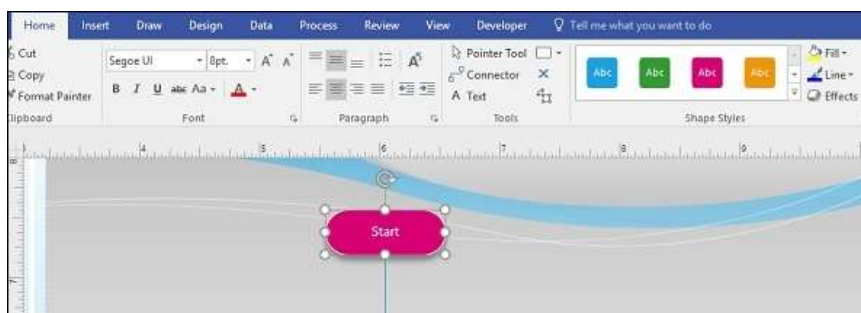 Home Insert Draw Design Data Process Review View Developer Tell me what you want to do
Cut
Segoe UI 8pt. A A A Pointer Tool Fill
Copy Connector Abc Abc Abc Abc Line
Format Painter B I U abc Aa A A Text Effects
Clipboard Font Paragraph Tools Shape Styles
4 5 6 7 8 9
Start
7